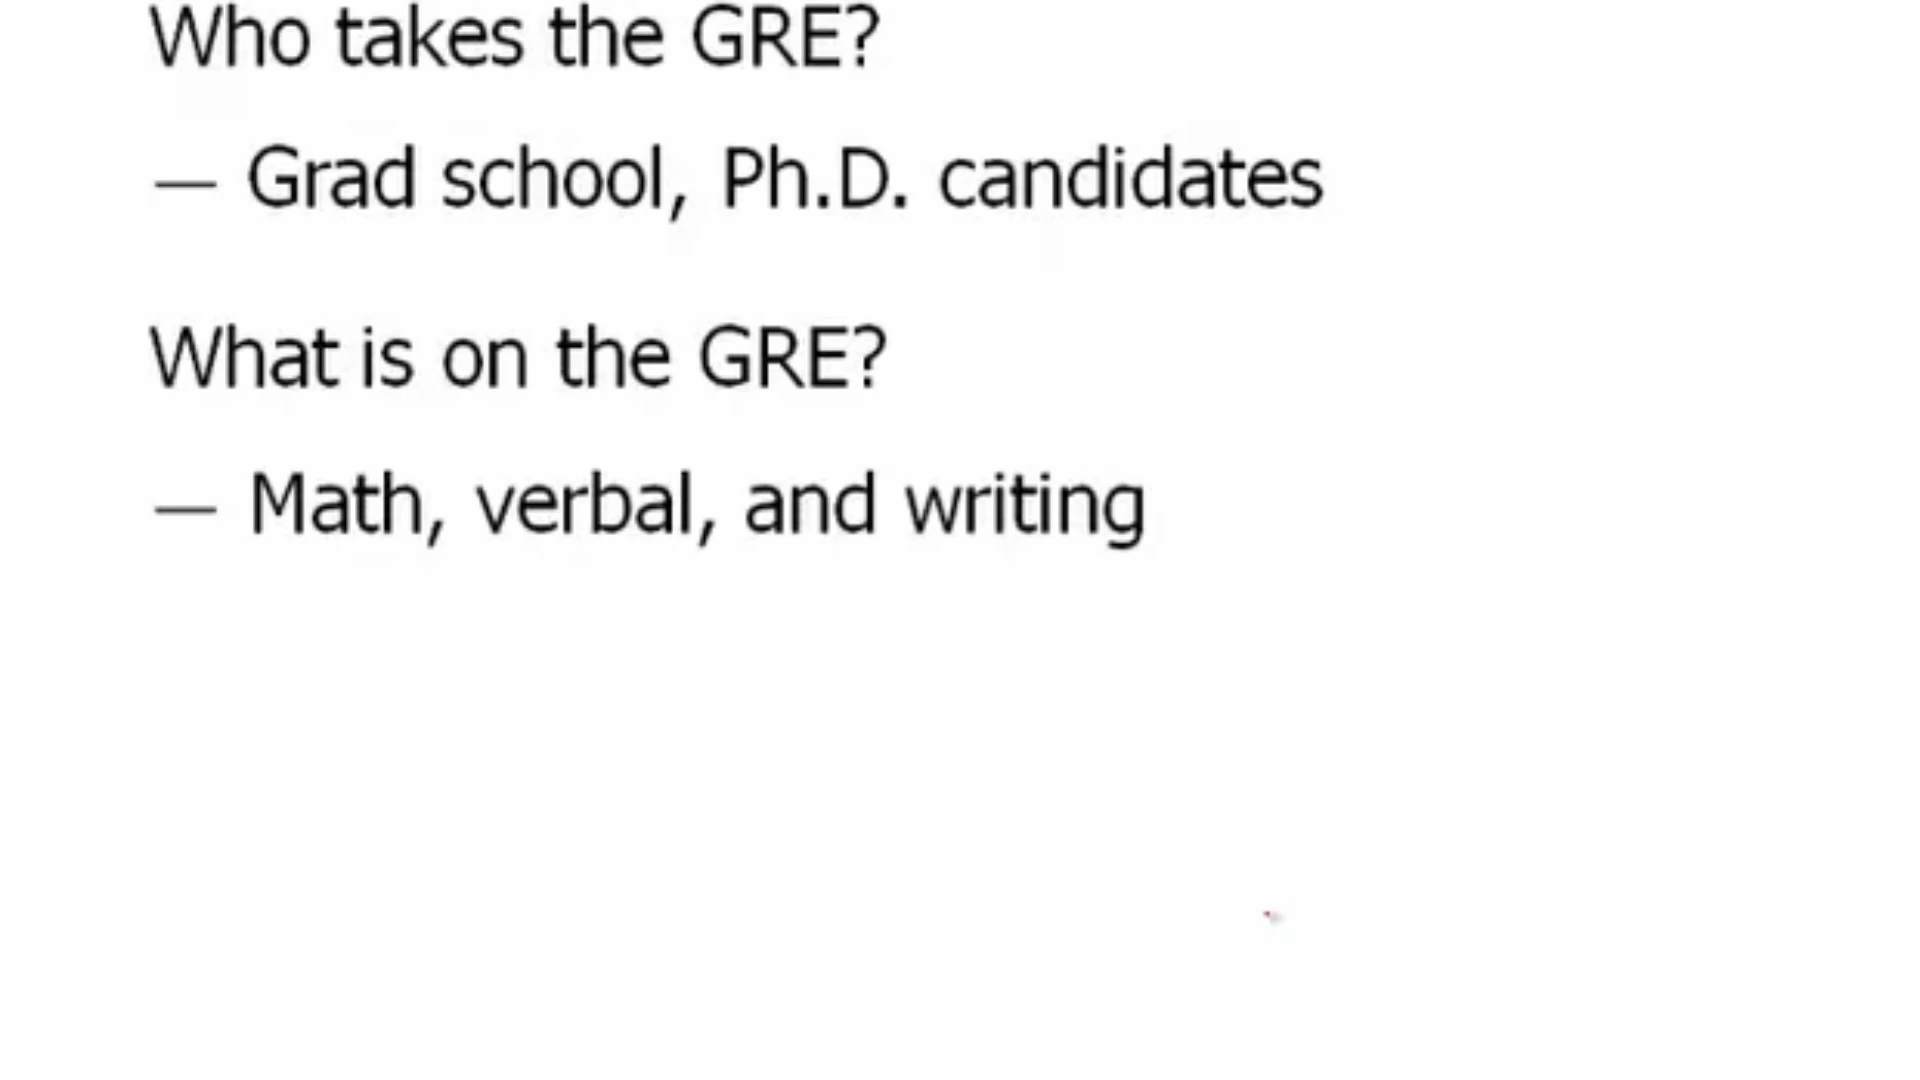 Who takes the GRE?
— Grad school, Ph.D. candidates
What is on the GRE?
— Math, verbal, and writing